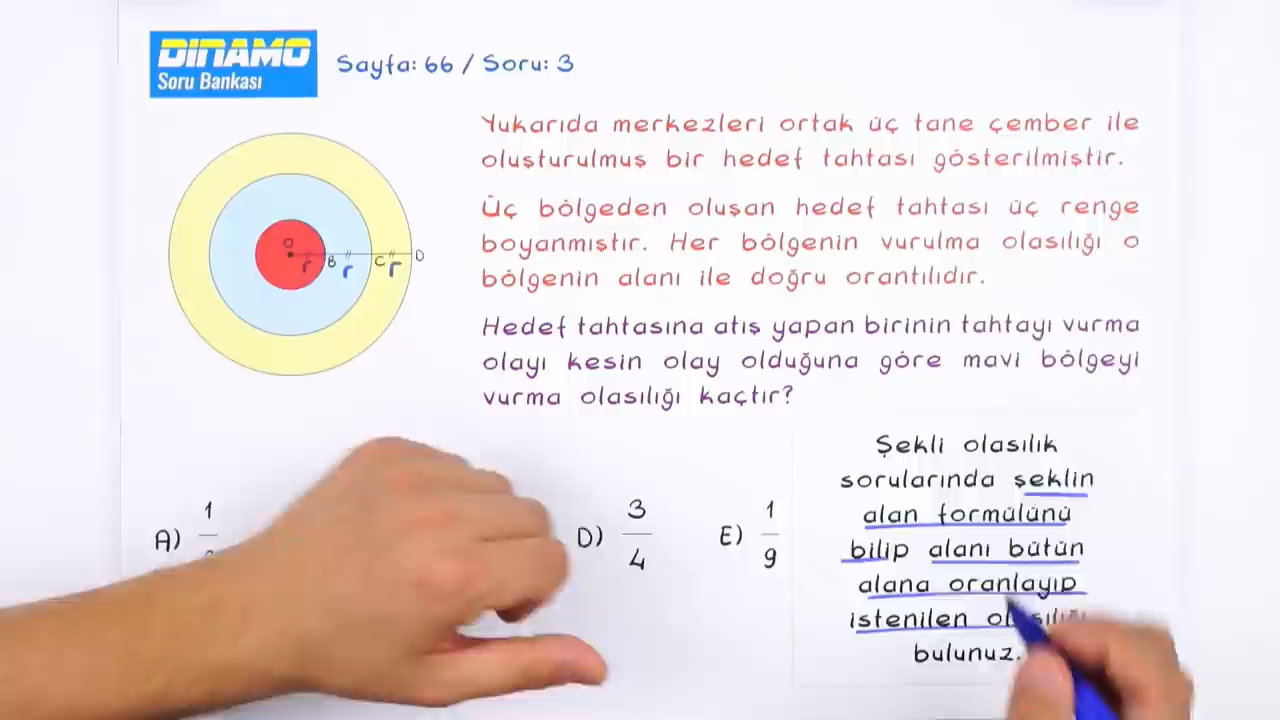 DINAMO
Soru Bankası
Sayfa: 66 / Soru: 3
Yukarıda merkezleri ortak üç tane çember ile
oluşturulmuş bir hedef tahtası gösterilmiştir.
Üç bölgeden oluşan hedef tahtası üç renge
boyanmıştır. Her bölgenin vurulma olasılığı o
bölgenin alanı ile doğru orantılıdır.
Hedef tahtasına atış yapan birinin tahtayı vurma
olayı kesin olay olduğuna göre mavi bölgeyi
vurma olasılığı kaçtır?
O
B C D
r r r
A) 1
D) 3/4
E) 1/9
Şekli olasılık
sorularında şeklin
alan formülünü
bilip alanı bütün
alana oranlayıp
istenilen
bulunuz.